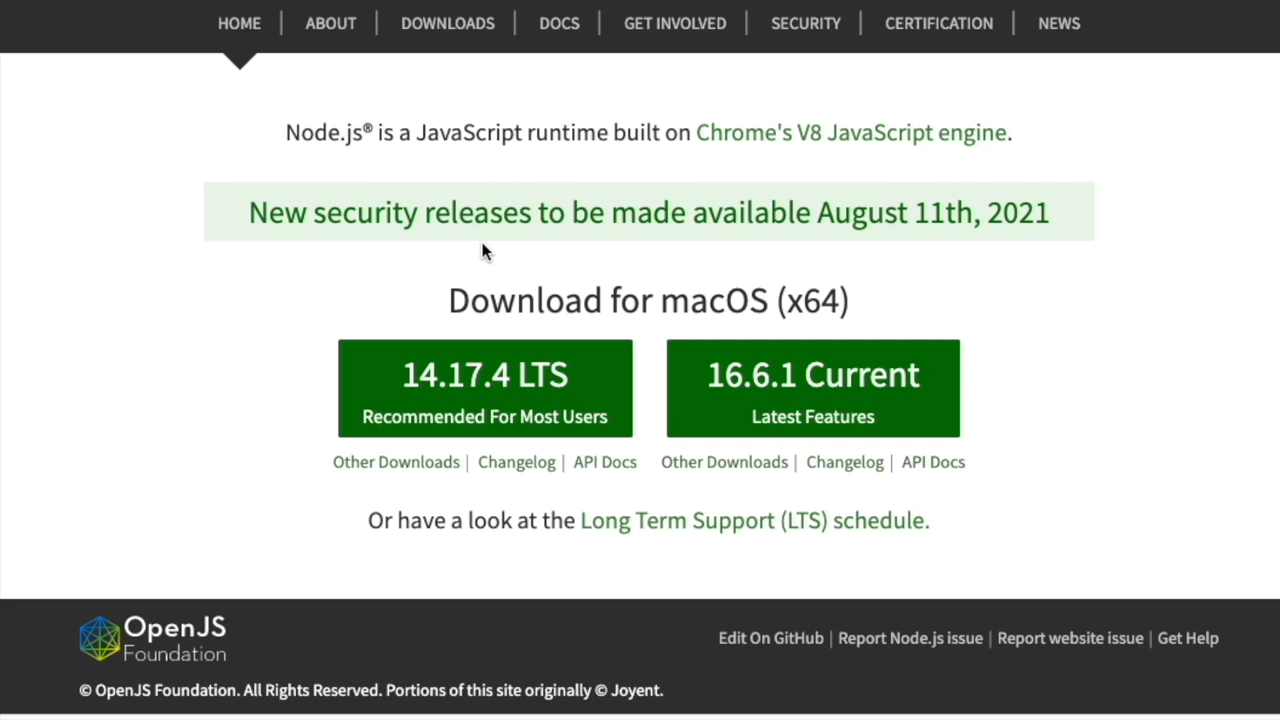 HOME | ABOUT | DOWNLOADS | DOCS | GET INVOLVED | SECURITY | CERTIFICATION | NEWS
Node.js® is a JavaScript runtime built on Chrome's V8 JavaScript engine.
New security releases to be made available August 11th, 2021
Download for macOS (x64)
14.17.4 LTS
Recommended For Most Users
16.6.1 Current
Latest Features
Other Downloads | Changelog | API Docs
Other Downloads | Changelog | API Docs
Or have a look at the Long Term Support (LTS) schedule.
OpenJS
Foundation
Edit On GitHub | Report Node.js issue | Report website issue | Get Help
© OpenJS Foundation. All Rights Reserved. Portions of this site originally © Joyent.